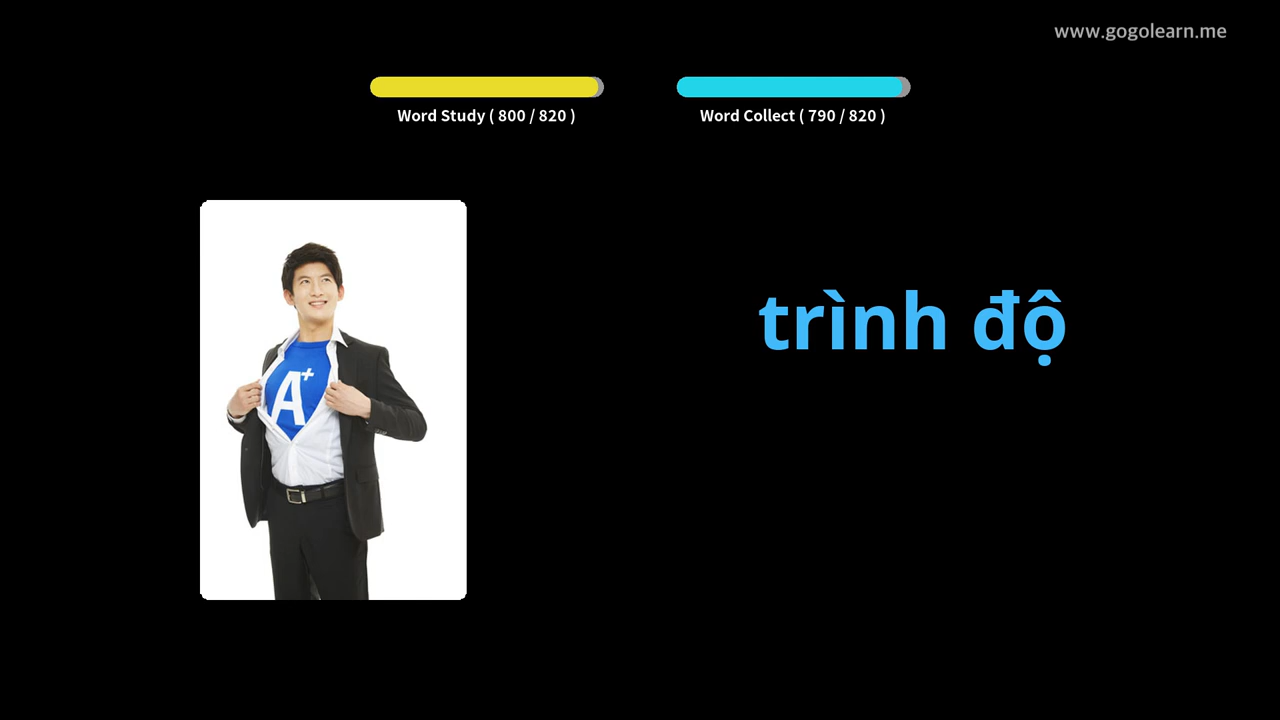 www.gogolearn.me
Word Study ( 800 / 820 )
Word Collect ( 790 / 820 )
A+
trình độ